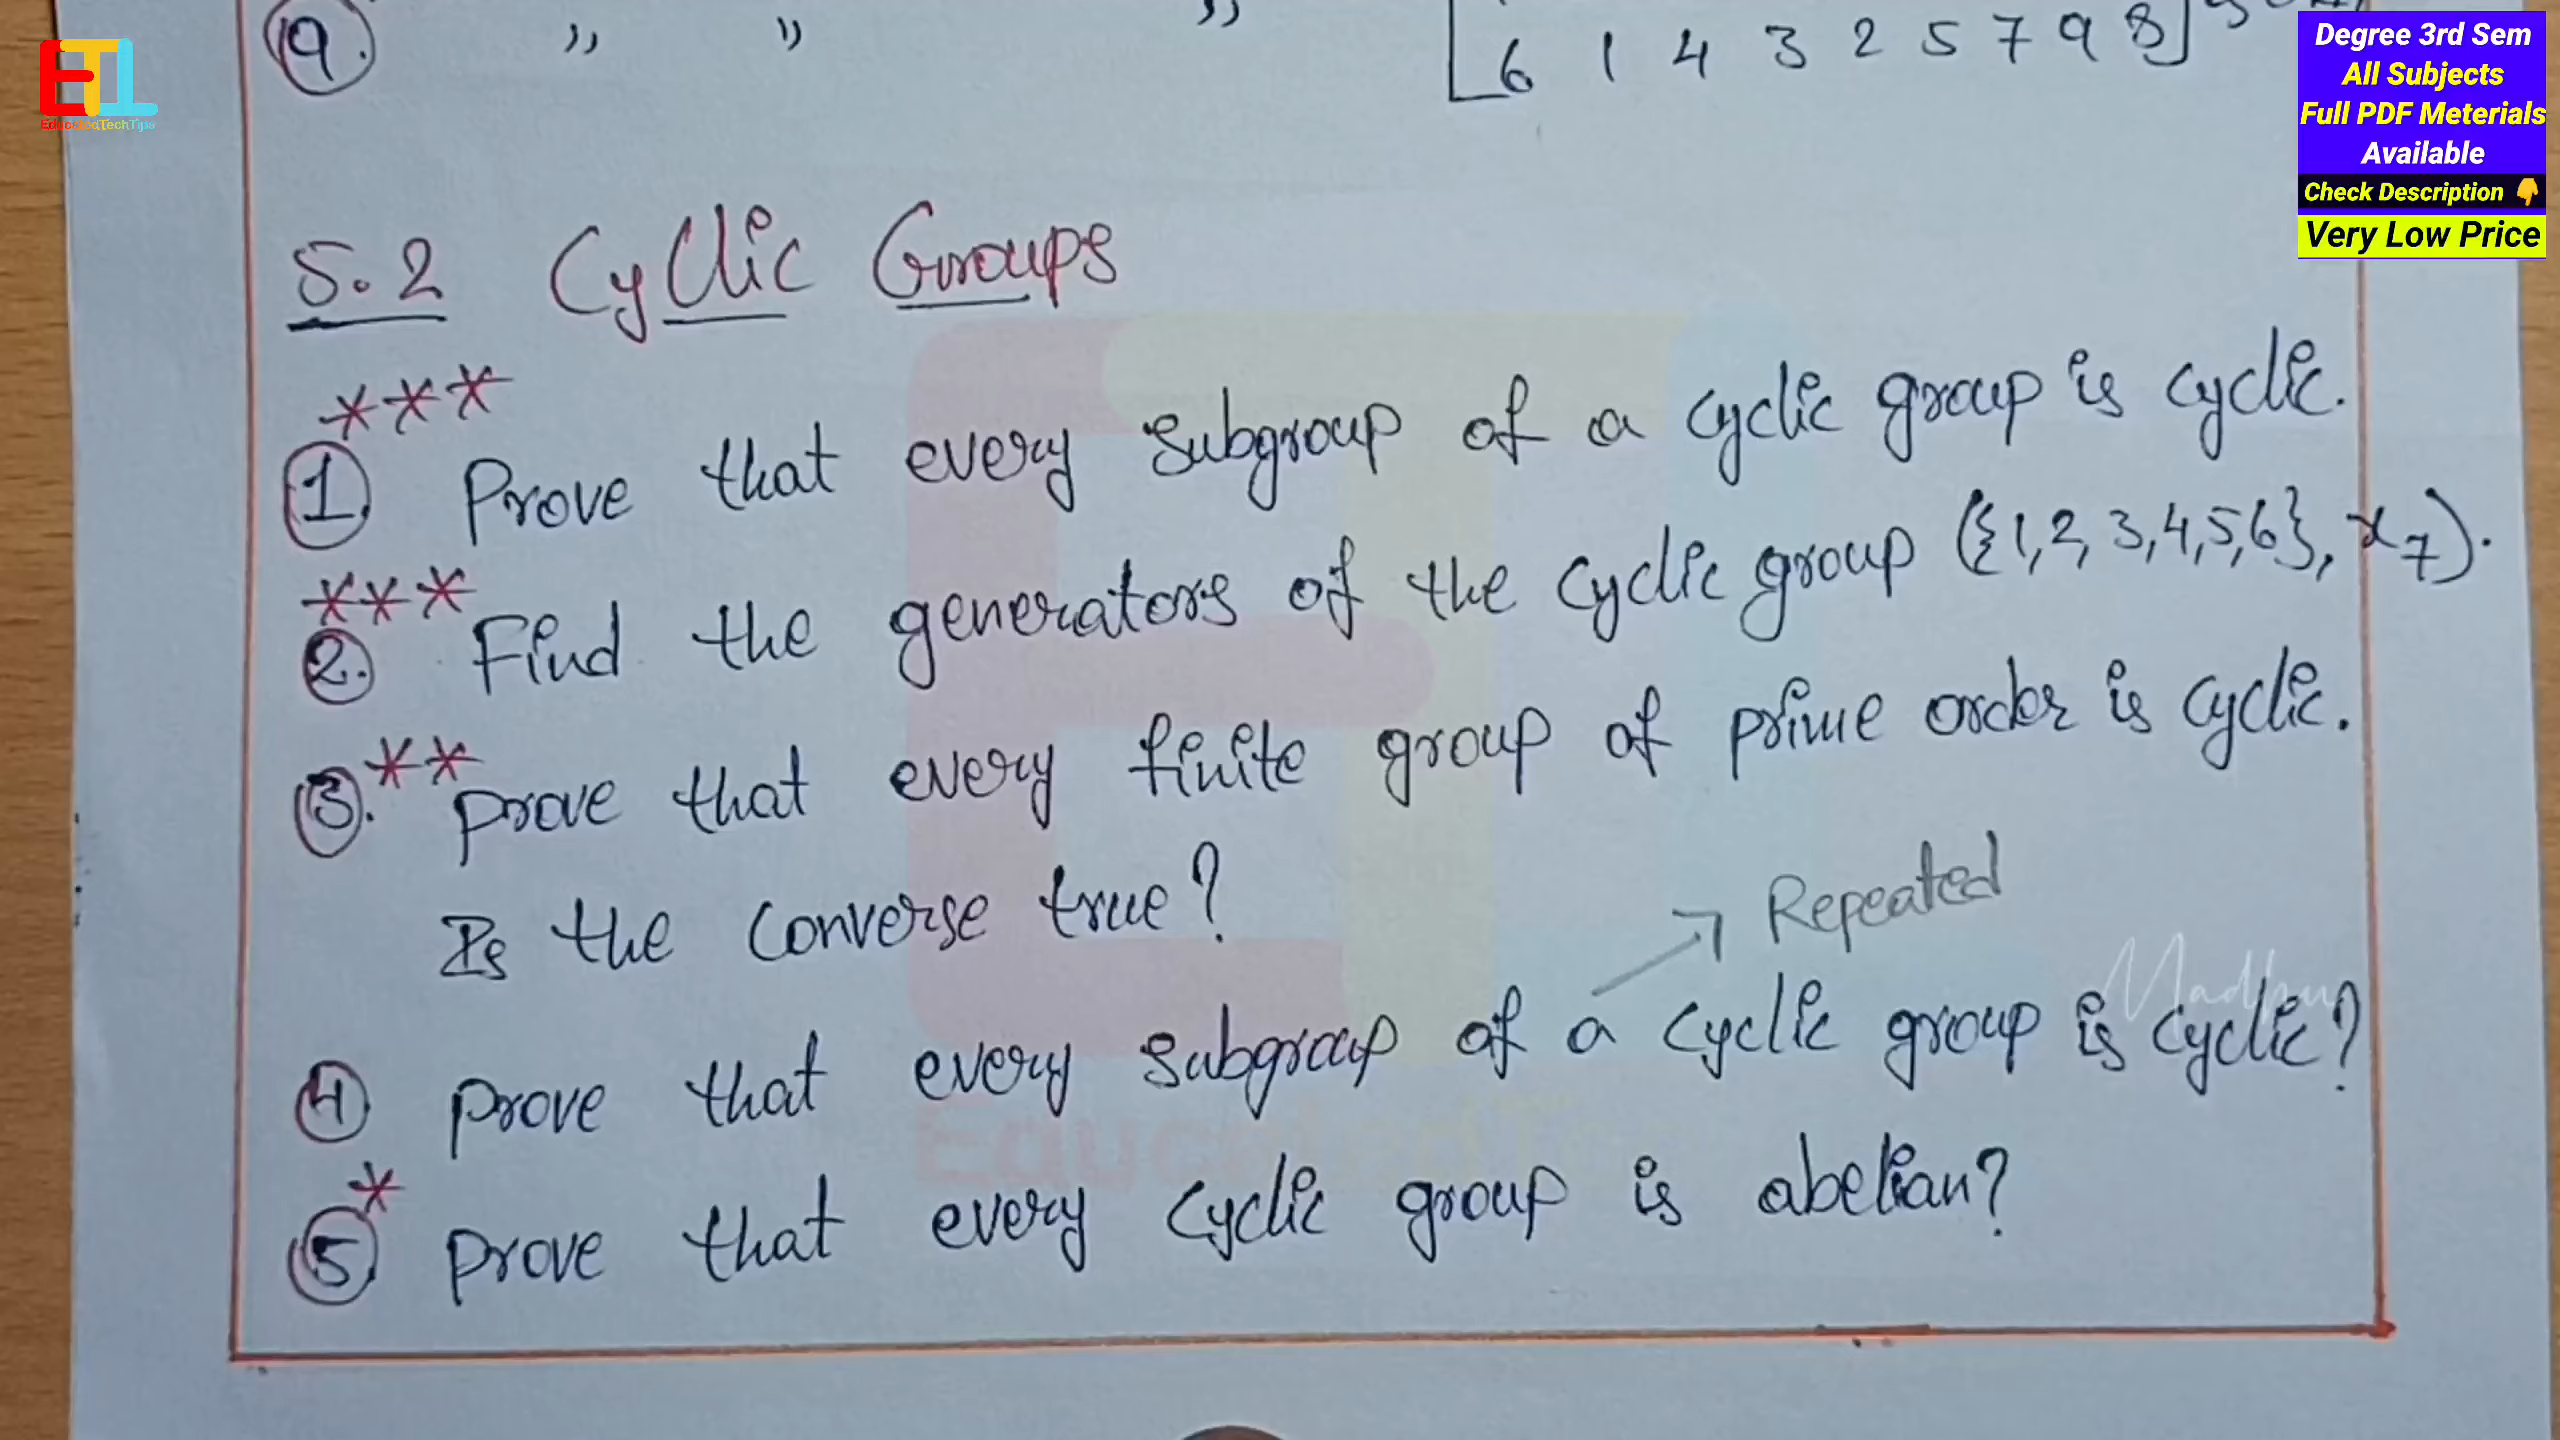 9. " " "
6 1 4 3 2 5 7 9 8]
ETT
EducatedTechTips
Degree 3rd Sem
All Subjects
Full PDF Meterials
Available
Check Description 👇
Very Low Price
5.2 Cyclic Groups
***
1. Prove that every subgroup of a cyclic group is cyclic.
***
2. Find the generators of the cyclic group ({1,2,3,4,5,6}, x7).
**
3. Prove that every finite group of prime order is cyclic.
Is the converse true?
→ Repeated
4 Prove that every subgroup of a cyclic group is cyclic?
*
5. Prove that every cyclic group is abelian?